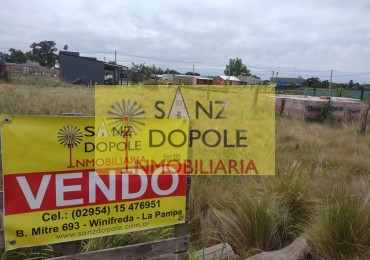 SANZ
DOPOLE
INMOBILIARIA
VENDO
Cel.: (02954) 15 476951
B. Mitre 693 - Winifreda - La Pampa
www.sanzdopole.com.ar
SANZ
DOPOLE
INMOBILIARIA